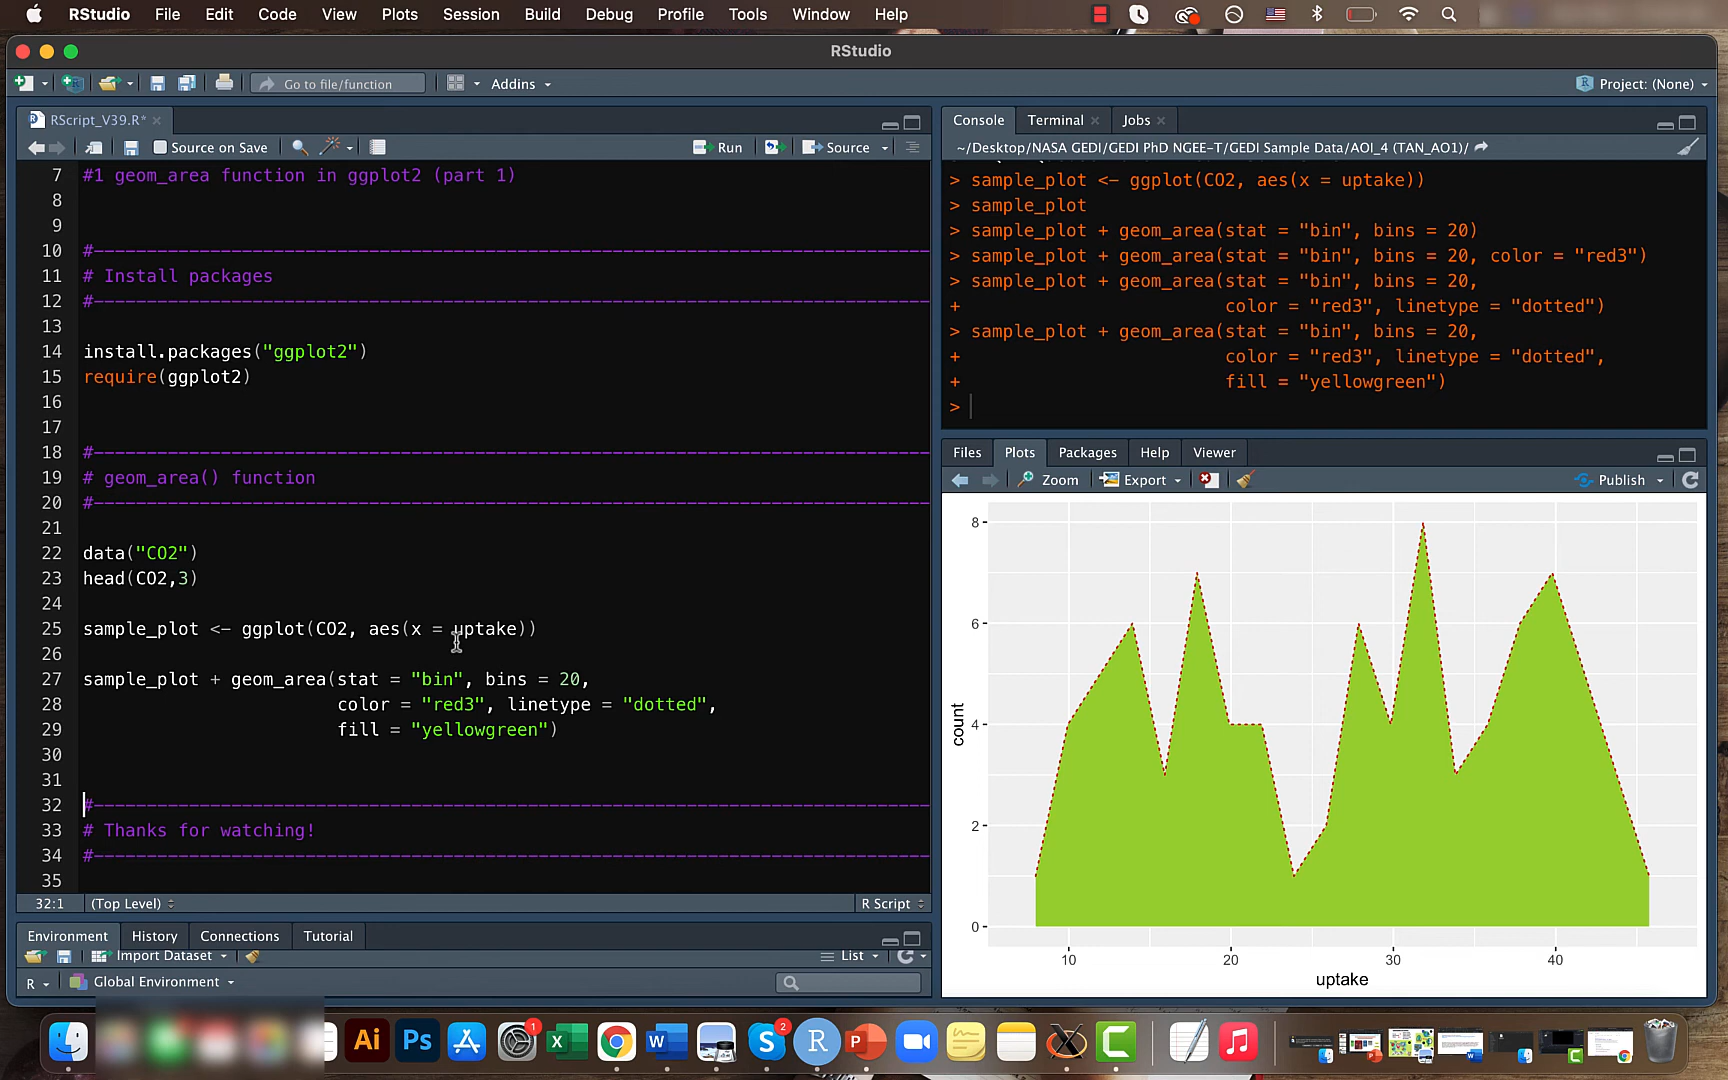 RStudio File Edit Code View Plots Session Build Debug Profile Tools Window Help
RStudio
Go to file/function Addins Project: (None)
RScript_V39.R*
Source on Save Run Source
7 #1 geom_area function in ggplot2 (part 1)
8
9
10 #--------------------------------------------------------------------------------
11 # Install packages
12 #--------------------------------------------------------------------------------
13
14 install.packages("ggplot2")
15 require(ggplot2)
16
17
18 #--------------------------------------------------------------------------------
19 # geom_area() function
20 #--------------------------------------------------------------------------------
21
22 data("CO2")
23 head(CO2,3)
24
25 sample_plot <- ggplot(CO2, aes(x = uptake))
26
27 sample_plot + geom_area(stat = "bin", bins = 20,
28 color = "red3", linetype = "dotted",
29 fill = "yellowgreen")
30
31
32 #--------------------------------------------------------------------------------
33 # Thanks for watching!
34 #--------------------------------------------------------------------------------
35
32:1 (Top Level) R Script
Environment History Connections Tutorial
Import Dataset List
R Global Environment
Console Terminal Jobs
~/Desktop/NASA GEDI/GEDI PhD NGEE-T/GEDI Sample Data/AOI_4 (TAN_AO1)/
> sample_plot <- ggplot(CO2, aes(x = uptake))
> sample_plot
> sample_plot + geom_area(stat = "bin", bins = 20)
> sample_plot + geom_area(stat = "bin", bins = 20, color = "red3")
> sample_plot + geom_area(stat = "bin", bins = 20,
+ color = "red3", linetype = "dotted")
> sample_plot + geom_area(stat = "bin", bins = 20,
+ color = "red3", linetype = "dotted",
+ fill = "yellowgreen")
>
Files Plots Packages Help Viewer
Zoom Export Publish
8
6
4
2
0
count
10 20 30 40
uptake
Ai Ps 1 X W 2 R P